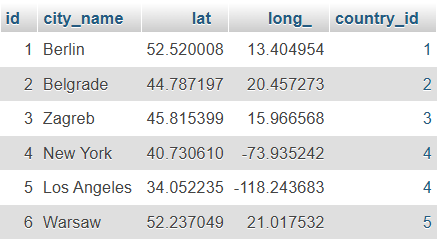 id city_name lat long_ country_id
1 Berlin 52.520008 13.404954 1
2 Belgrade 44.787197 20.457273 2
3 Zagreb 45.815399 15.966568 3
4 New York 40.730610 -73.935242 4
5 Los Angeles 34.052235 -118.243683 4
6 Warsaw 52.237049 21.017532 5